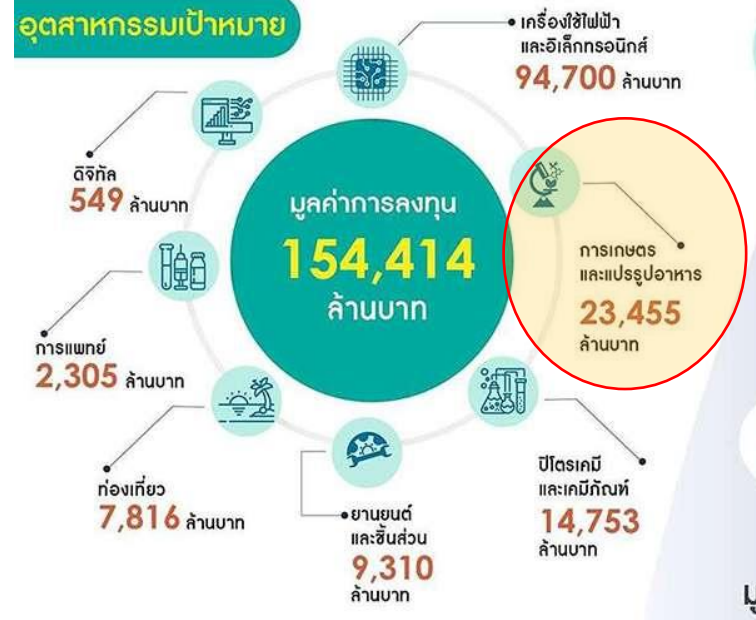 อุตสาหกรรมเป้าหมาย
เครื่องใช้ไฟฟ้า
และอิเล็กทรอนิกส์
94,700 ล้านบาท
ดิจิทัล
549 ล้านบาท
มูลค่าการลงทุน
154,414
ล้านบาท
การเกษตร
และแปรรูปอาหาร
23,455
ล้านบาท
การแพทย์
2,305 ล้านบาท
ท่องเที่ยว
7,816 ล้านบาท
ยานยนต์
และชิ้นส่วน
9,310
ล้านบาท
ปิโตรเคมี
และเคมีภัณฑ์
14,753
ล้านบาท